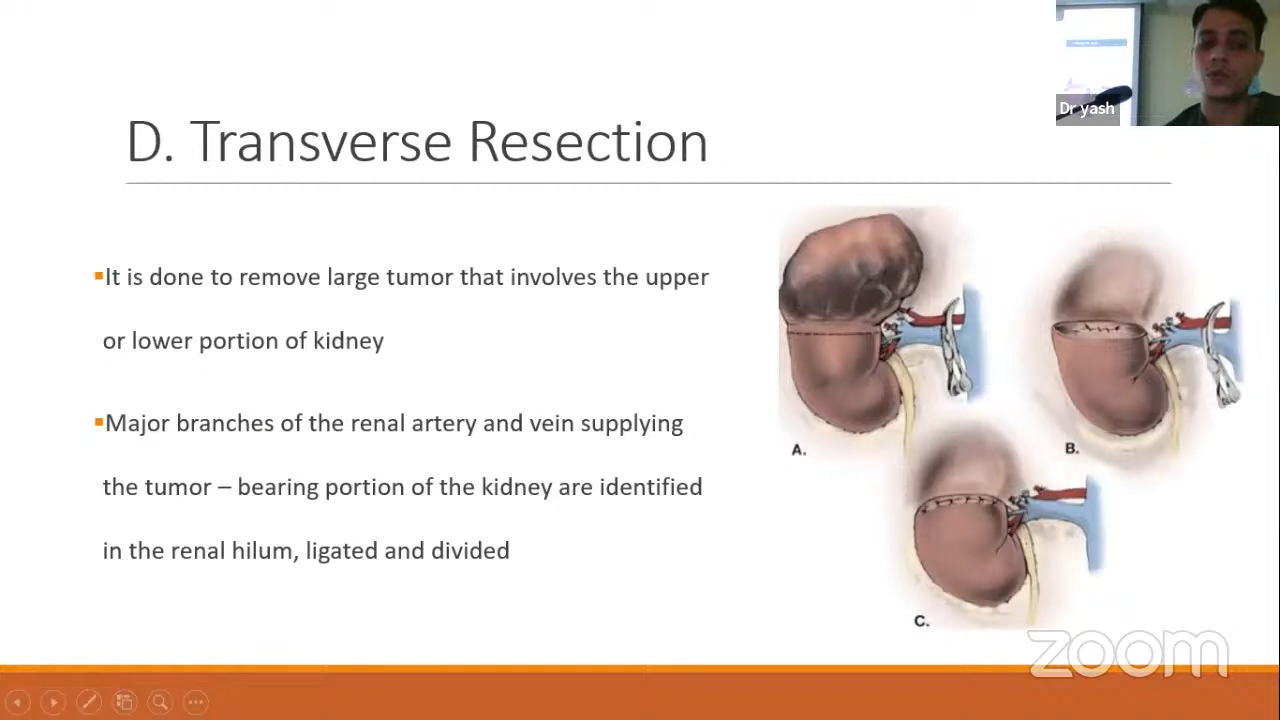 Dr yash
D. Transverse Resection
It is done to remove large tumor that involves the upper
or lower portion of kidney
Major branches of the renal artery and vein supplying
the tumor – bearing portion of the kidney are identified
in the renal hilum, ligated and divided
A.
B.
C.
zoom